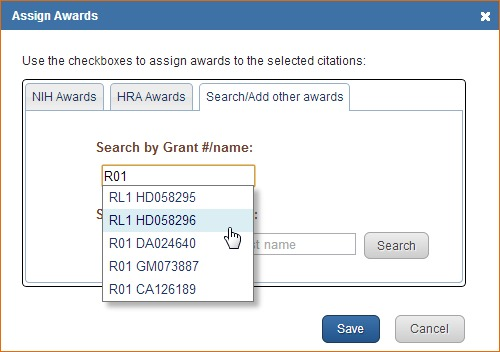 Assign Awards
Use the checkboxes to assign awards to the selected citations:
NIH Awards
HRA Awards
Search/Add other awards
Search by Grant #/name:
R01
RL1 HD058295
RL1 HD058296
R01 DA024640
R01 GM073887
R01 CA126189
name
Search
Save
Cancel